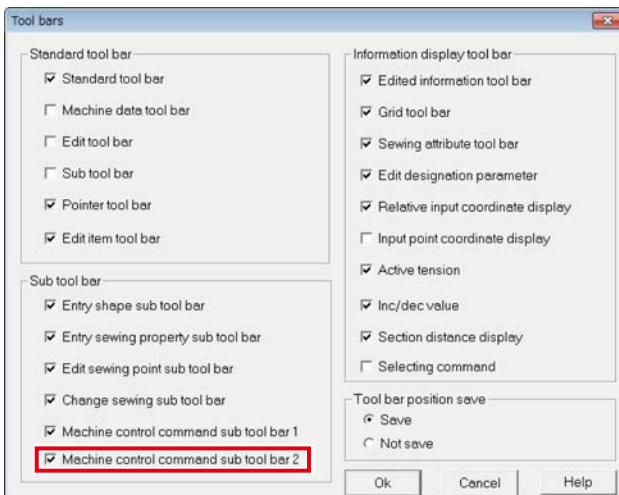 Tool bars
Standard tool bar
Standard tool bar
Machine data tool bar
Edit tool bar
Sub tool bar
Pointer tool bar
Edit item tool bar
Sub tool bar
Entry shape sub tool bar
Entry sewing property sub tool bar
Edit sewing point sub tool bar
Change sewing sub tool bar
Machine control command sub tool bar 1
Machine control command sub tool bar 2
Information display tool bar
Edited information tool bar
Grid tool bar
Sewing attribute tool bar
Edit designation parameter
Relative input coordinate display
Input point coordinate display
Active tension
Inc/dec value
Section distance display
Selecting command
Tool bar position save
Save
Not save
Ok
Cancel
Help